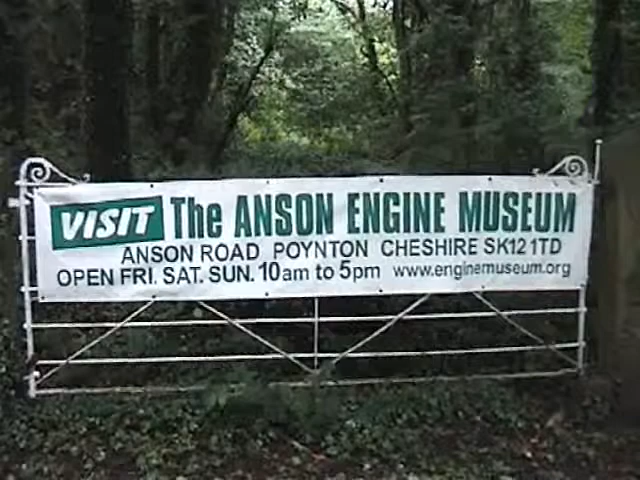 VISIT The ANSON ENGINE MUSEUM
ANSON ROAD POYNTON CHESHIRE SK12 1TD
OPEN FRI. SAT. SUN. 10am to 5pm www.enginemuseum.org